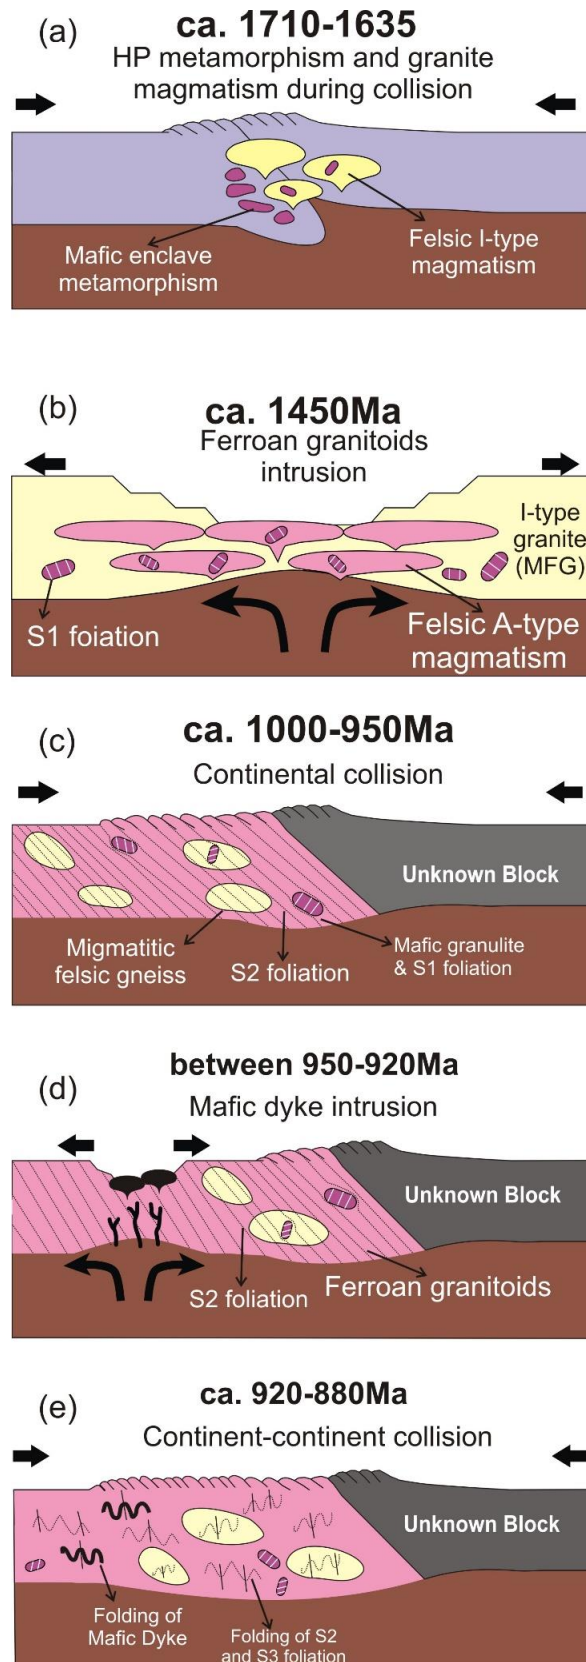 (a)
ca. 1710-1635
HP metamorphism and granite
magmatism during collision
Mafic enclave
metamorphism
Felsic I-type
magmatism
(b)
ca. 1450Ma
Ferroan granitoids
intrusion
I-type
granite
(MFG)
S1 foiation
Felsic A-type
magmatism
(c)
ca. 1000-950Ma
Continental collision
Unknown Block
Migmatitic
felsic gneiss
S2 foliation
Mafic granulite
& S1 foliation
(d)
between 950-920Ma
Mafic dyke intrusion
Unknown Block
S2 foliation
Ferroan granitoids
(e)
ca. 920-880Ma
Continent-continent collision
Unknown Block
Folding of
Mafic Dyke
Folding of S2
and S3 foliation